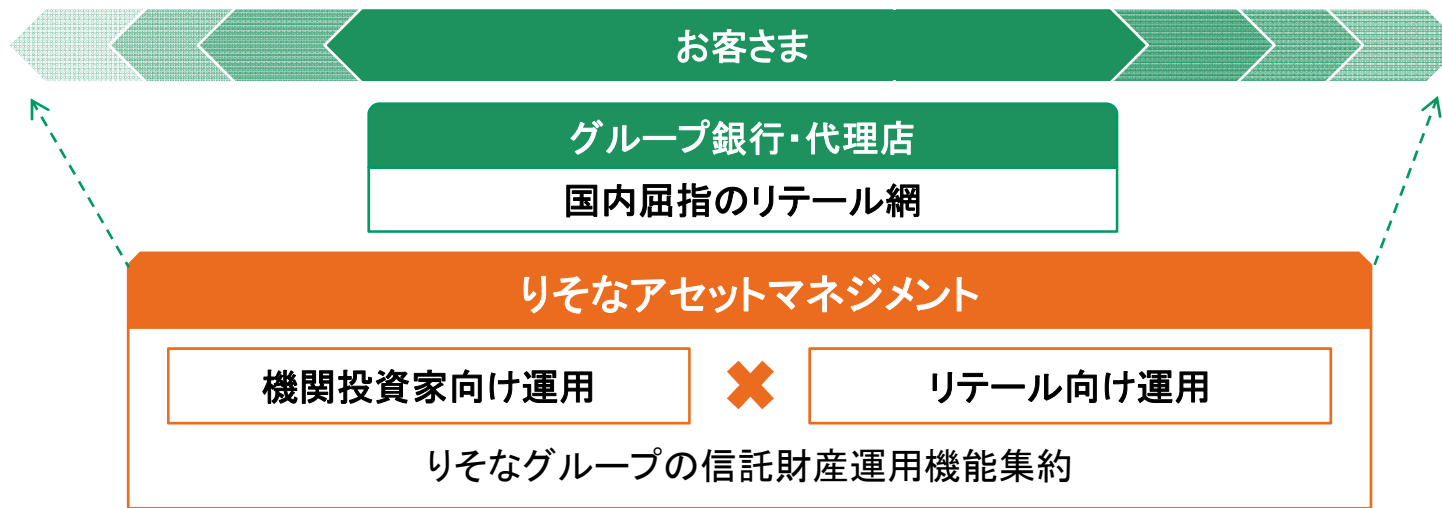 お客さま
グループ銀行・代理店
国内屈指のリテール網
りそなアセットマネジメント
機関投資家向け運用
リテール向け運用
りそなグループの信託財産運用機能集約